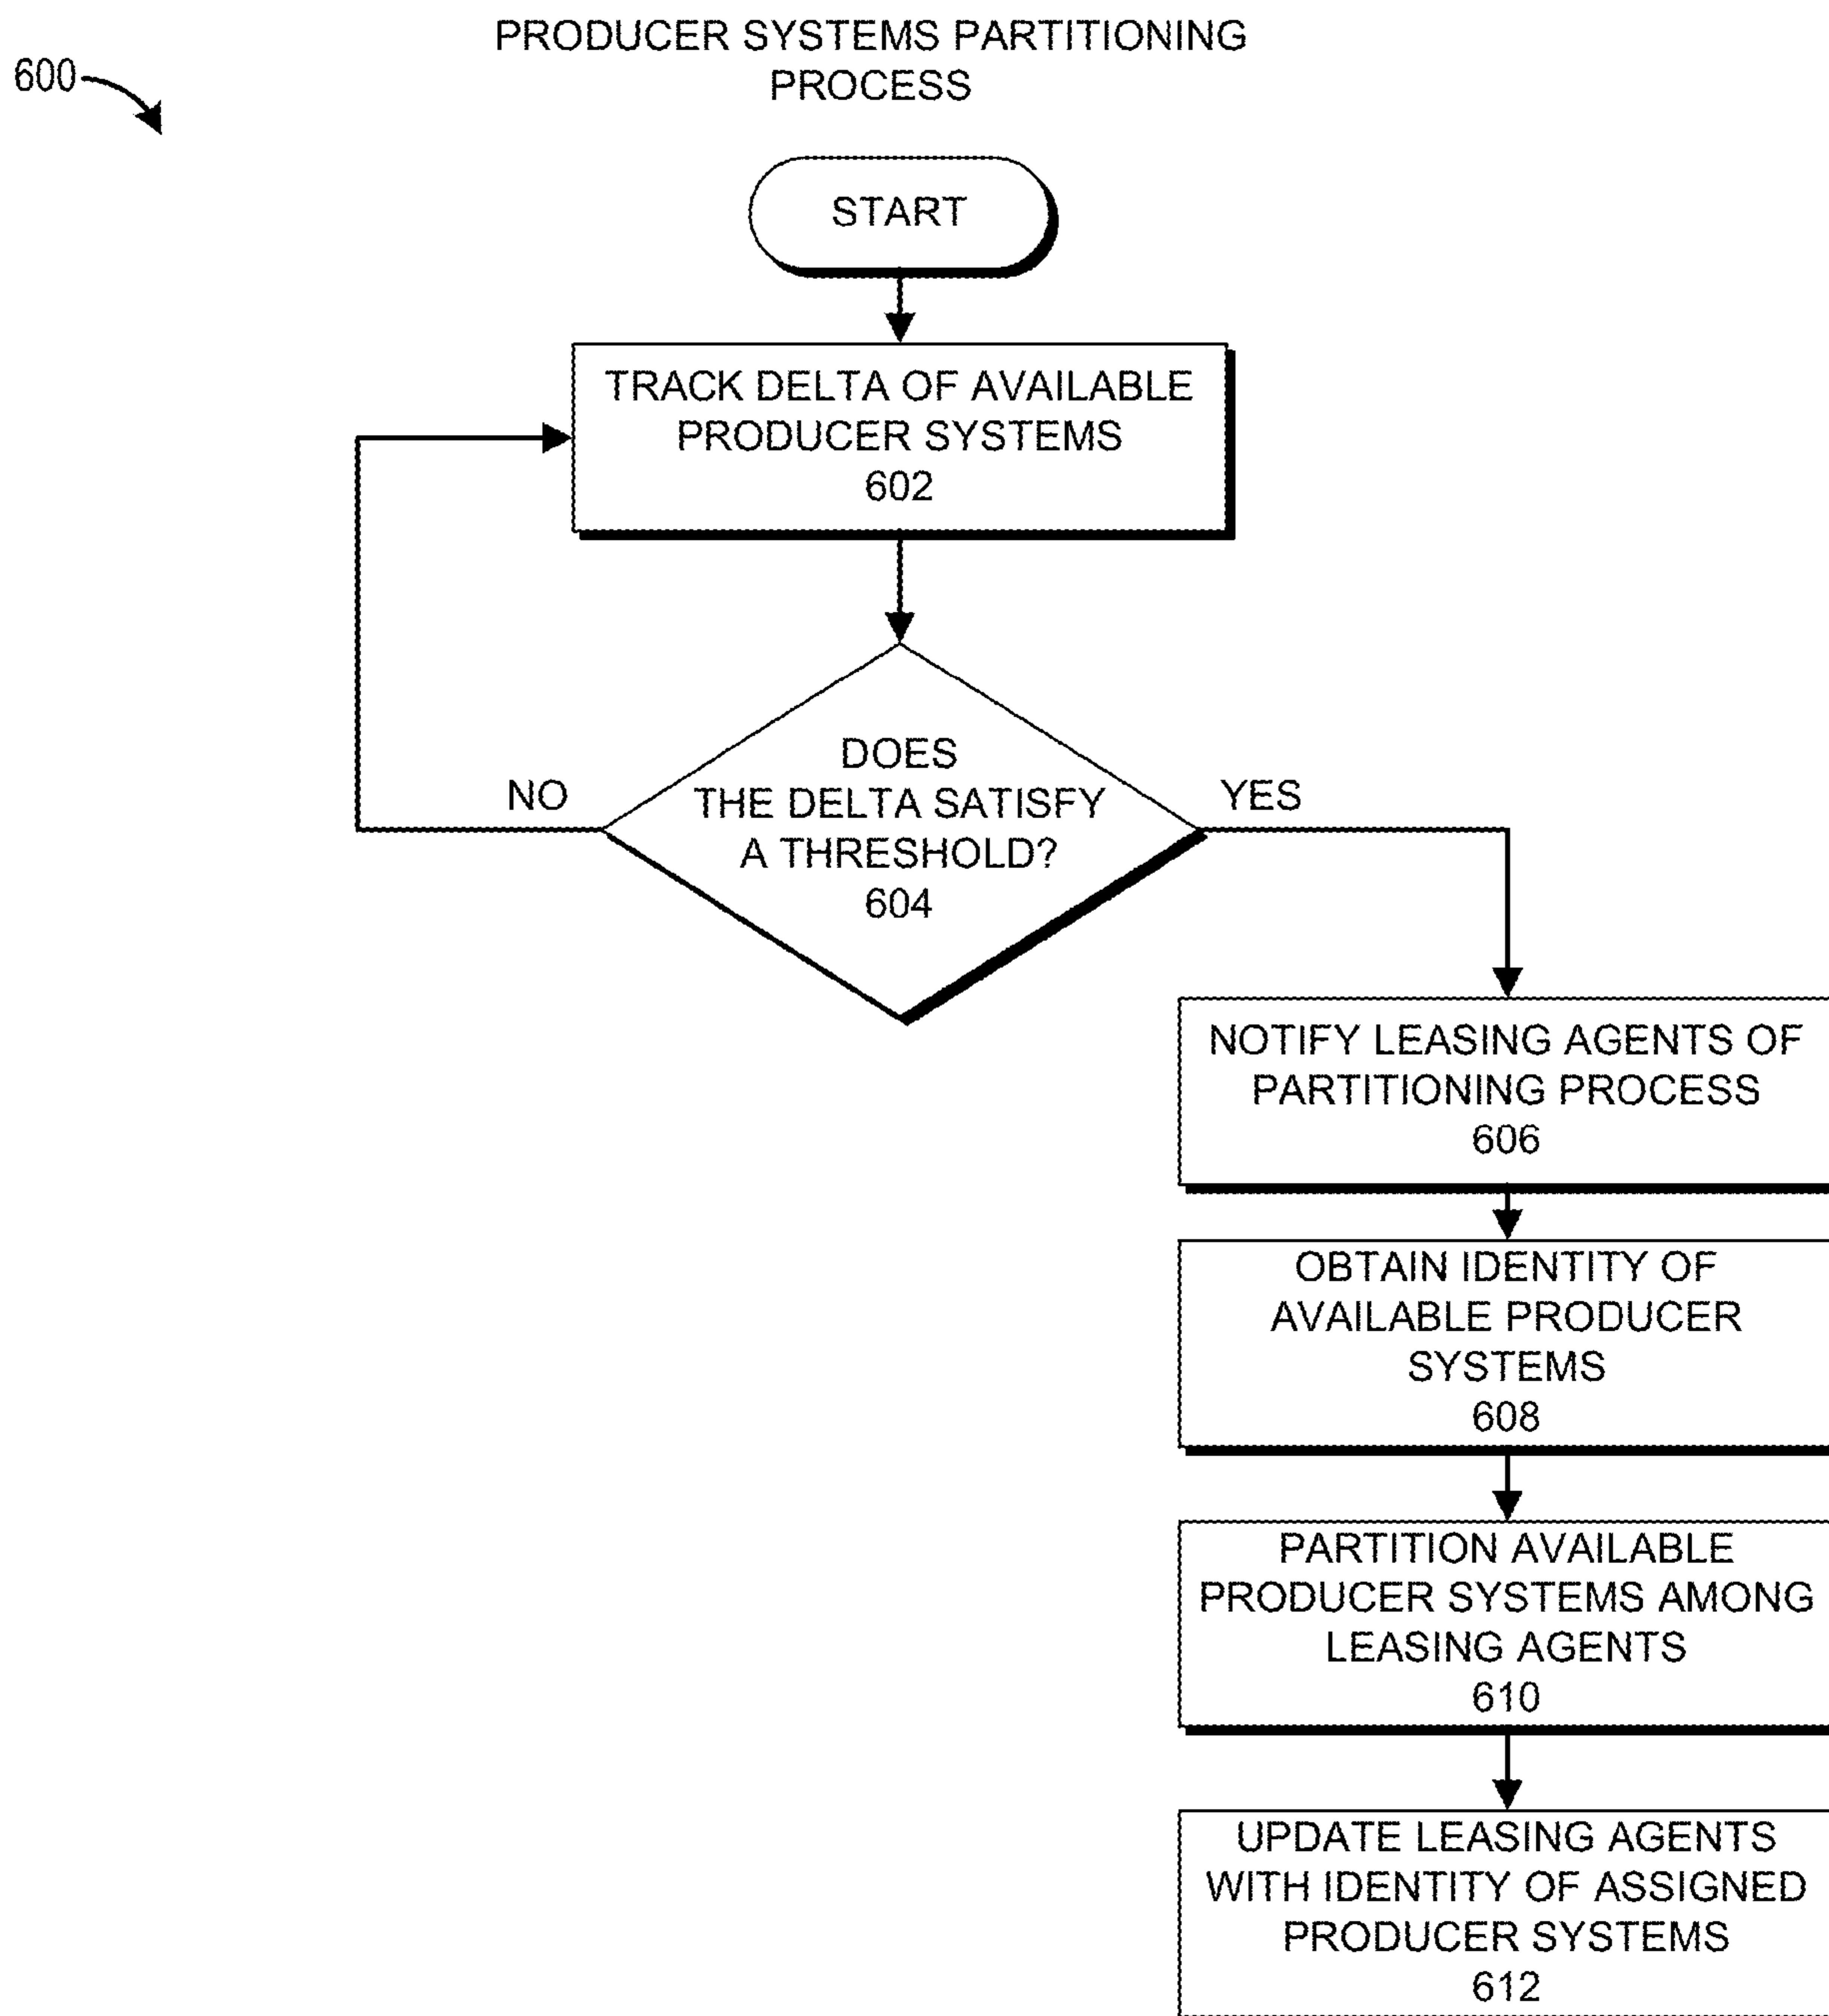 PRODUCER SYSTEMS PARTITIONING
PROCESS
600
START
TRACK DELTA OF AVAILABLE
PRODUCER SYSTEMS
602
DOES
THE DELTA SATISFY
A THRESHOLD?
604
NO
YES
NOTIFY LEASING AGENTS OF
PARTITIONING PROCESS
606
OBTAIN IDENTITY OF
AVAILABLE PRODUCER
SYSTEMS
608
PARTITION AVAILABLE
PRODUCER SYSTEMS AMONG
LEASING AGENTS
610
UPDATE LEASING AGENTS
WITH IDENTITY OF ASSIGNED
PRODUCER SYSTEMS
612